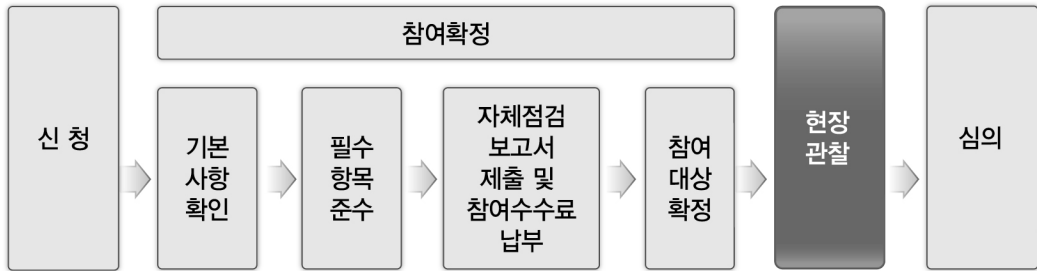 신 청
참여확정
기본
사항
확인
필수
항목
준수
자체점검
보고서
제출 및
참여수수료
납부
참여
대상
확정
현장
관찰
심의